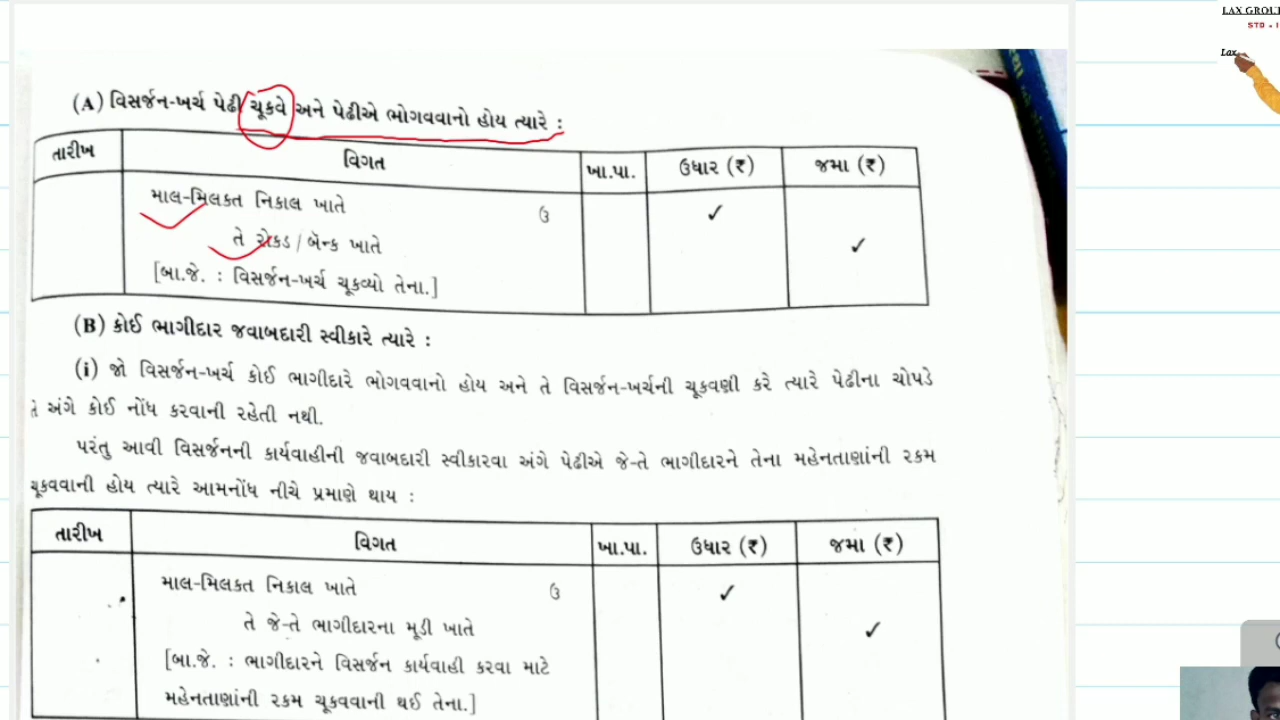 LAX GROU
STD - 1
Lax
(A) વિસર્જન-ખર્ચ પેઢી ચૂકવે અને પેઢીએ ભોગવવાનો હોય ત્યારે :
તારીખ વિગત ખા.પા. ઉધાર (₹) જમા (₹)
માલ-મિલકત નિકાલ ખાતે ઉ ✓
તે રોકડ / બૅન્ક ખાતે ✓
[બા.જે. : વિસર્જન-ખર્ચ ચૂકવ્યો તેના.]
(B) કોઈ ભાગીદાર જવાબદારી સ્વીકારે ત્યારે :
(i) જો વિસર્જન-ખર્ચ કોઈ ભાગીદારે ભોગવવાનો હોય અને તે વિસર્જન-ખર્ચની ચૂકવણી કરે ત્યારે પેઢીના ચોપડે
તે અંગે કોઈ નોંધ કરવાની રહેતી નથી.
પરંતુ આવી વિસર્જનની કાર્યવાહીની જવાબદારી સ્વીકારવા અંગે પેઢીએ જે-તે ભાગીદારને તેના મહેનતાણાંની રકમ
ચૂકવવાની હોય ત્યારે આમનોંધ નીચે પ્રમાણે થાય :
તારીખ વિગત ખા.પા. ઉધાર (₹) જમા (₹)
માલ-મિલકત નિકાલ ખાતે ઉ ✓
તે જે-તે ભાગીદારના મૂડી ખાતે ✓
[બા.જે. : ભાગીદારને વિસર્જન કાર્યવાહી કરવા માટે
મહેનતાણાંની રકમ ચૂકવવાની થઈ તેના.]